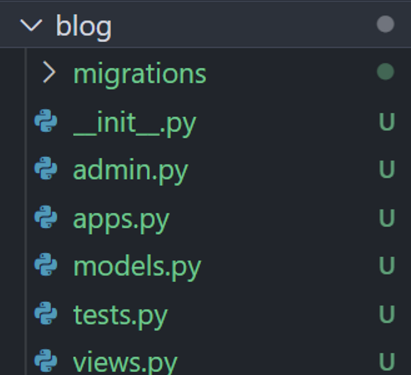 blog
migrations
__init__.py U
admin.py U
apps.py U
models.py U
tests.py U
views.py U